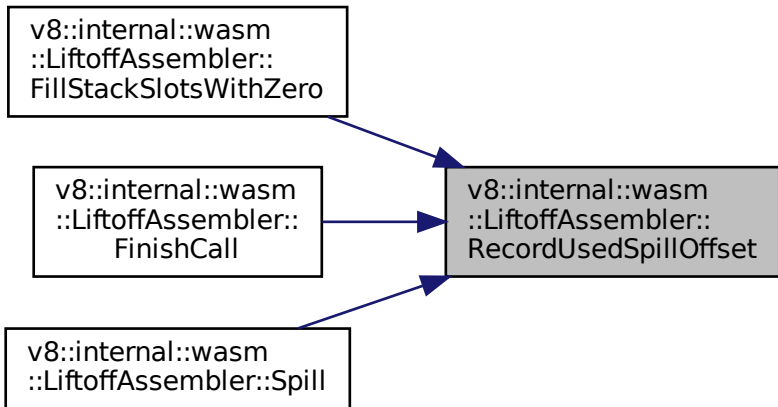 v8::internal::wasm
::LiftoffAssembler::
FillStackSlotsWithZero
v8::internal::wasm
::LiftoffAssembler::
FinishCall
v8::internal::wasm
::LiftoffAssembler::Spill
v8::internal::wasm
::LiftoffAssembler::
RecordUsedSpillOffset